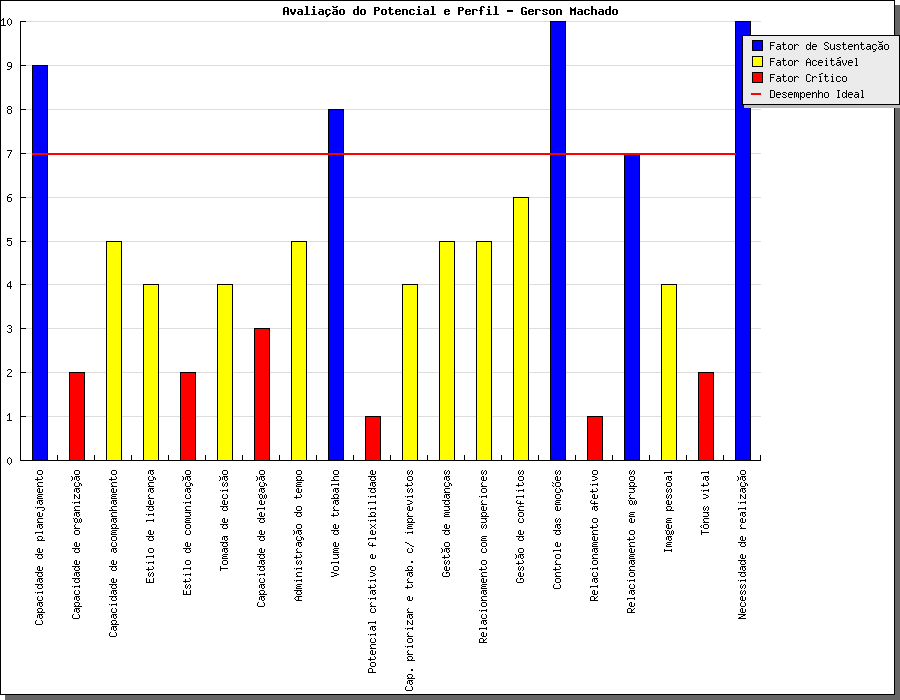 Avaliação do Potencial e Perfil - Gerson Machado
Fator de Sustentação
Fator Aceitável
Fator Crítico
Desempenho Ideal
10
9
8
7
6
5
4
3
2
1
0
Capacidade de planejamento
Capacidade de organização
Capacidade de acompanhamento
Estilo de liderança
Estilo de comunicação
Tomada de decisão
Capacidade de delegação
Administração do tempo
Volume de trabalho
Potencial criativo e flexibilidade
Cap. priorizar e trab. c/ imprevistos
Gestão de mudanças
Relacionamento com superiores
Gestão de conflitos
Controle das emoções
Relacionamento afetivo
Relacionamento em grupos
Imagem pessoal
Tônus vital
Necessidade de realização